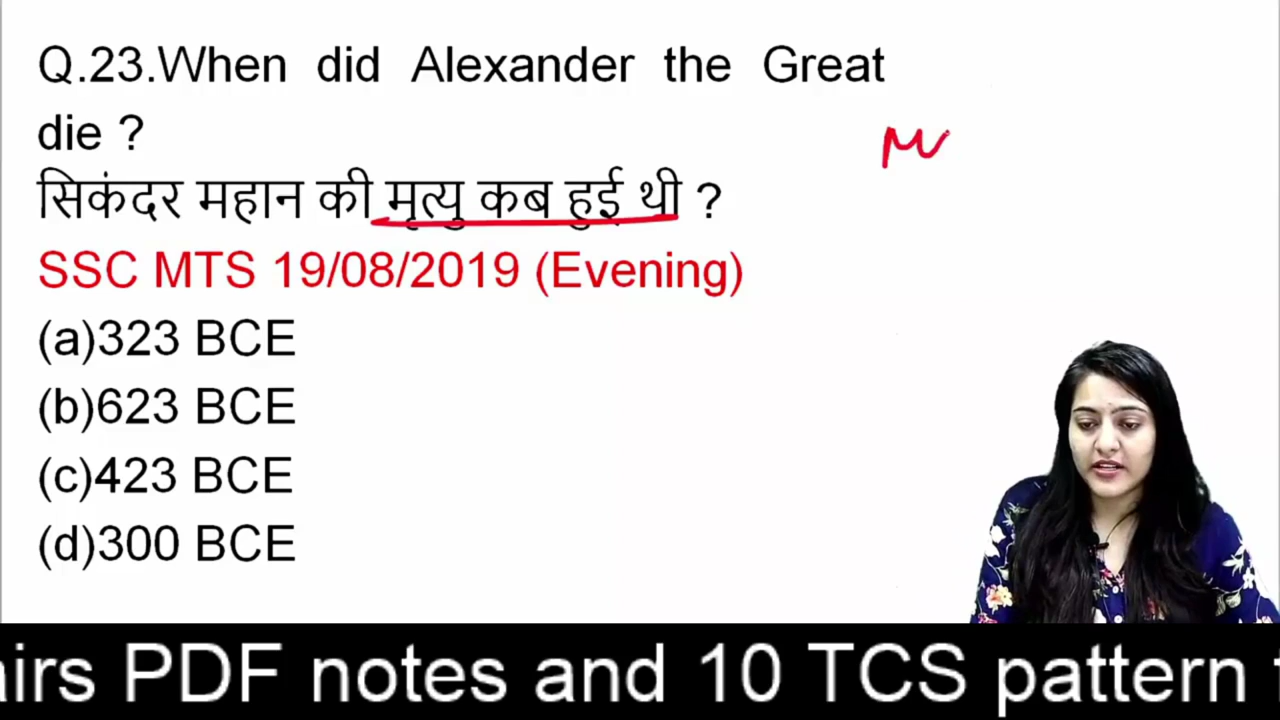 Q.23.When did Alexander the Great
die ?
सिकंदर महान की मृत्यु कब हुई थी ?
SSC MTS 19/08/2019 (Evening)
(a)323 BCE
(b)623 BCE
(c)423 BCE
(d)300 BCE
PDF notes and 10 TCS pattern